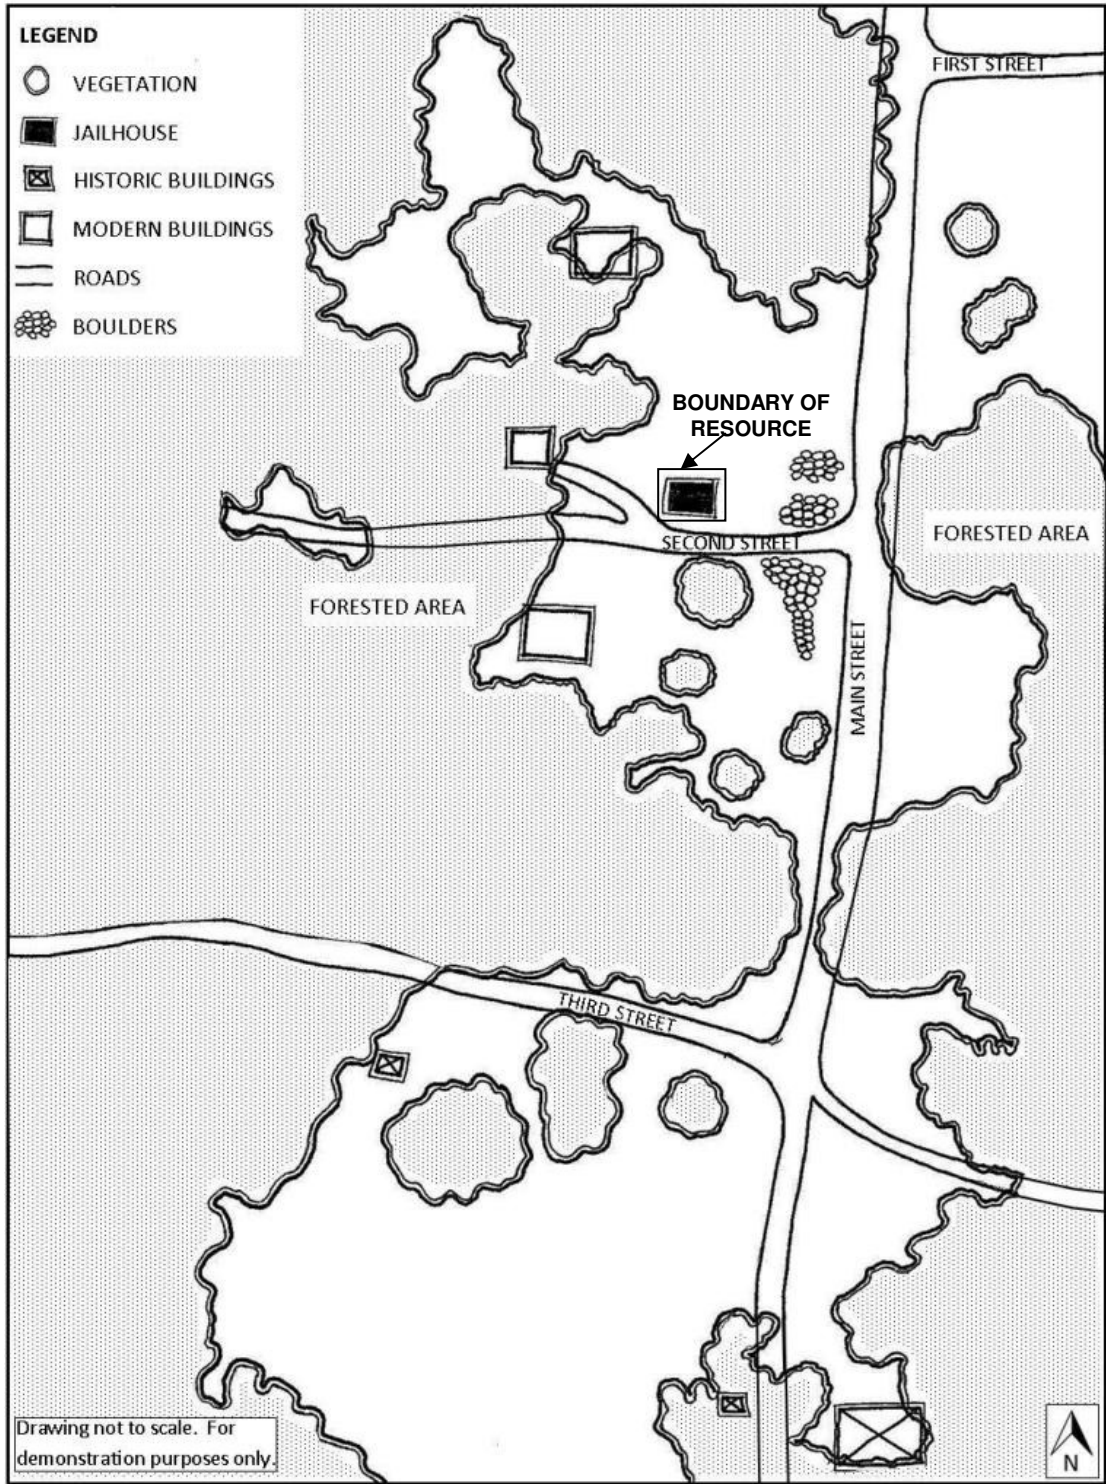 LEGEND
VEGETATION
JAILHOUSE
HISTORIC BUILDINGS
MODERN BUILDINGS
ROADS
BOULDERS
FIRST STREET
BOUNDARY OF
RESOURCE
SECOND STREET
FORESTED AREA
FORESTED AREA
MAIN STREET
THIRD STREET
Drawing not to scale. For
demonstration purposes only.
N